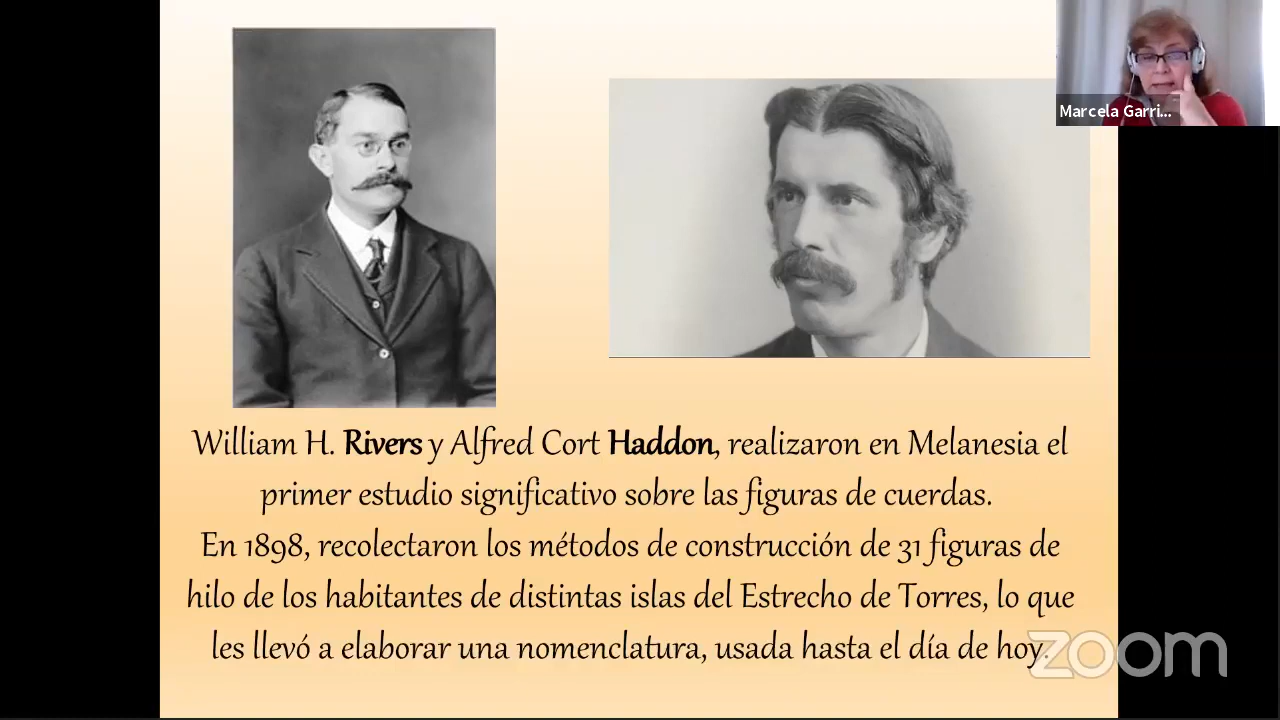 Marcela Garri...
William H. Rivers y Alfred Cort Haddon, realizaron en Melanesia el
primer estudio significativo sobre las figuras de cuerdas.
En 1898, recolectaron los métodos de construcción de 31 figuras de
hilo de los habitantes de distintas islas del Estrecho de Torres, lo que
les llevó a elaborar una nomenclatura, usada hasta el día de hoy.
zoom